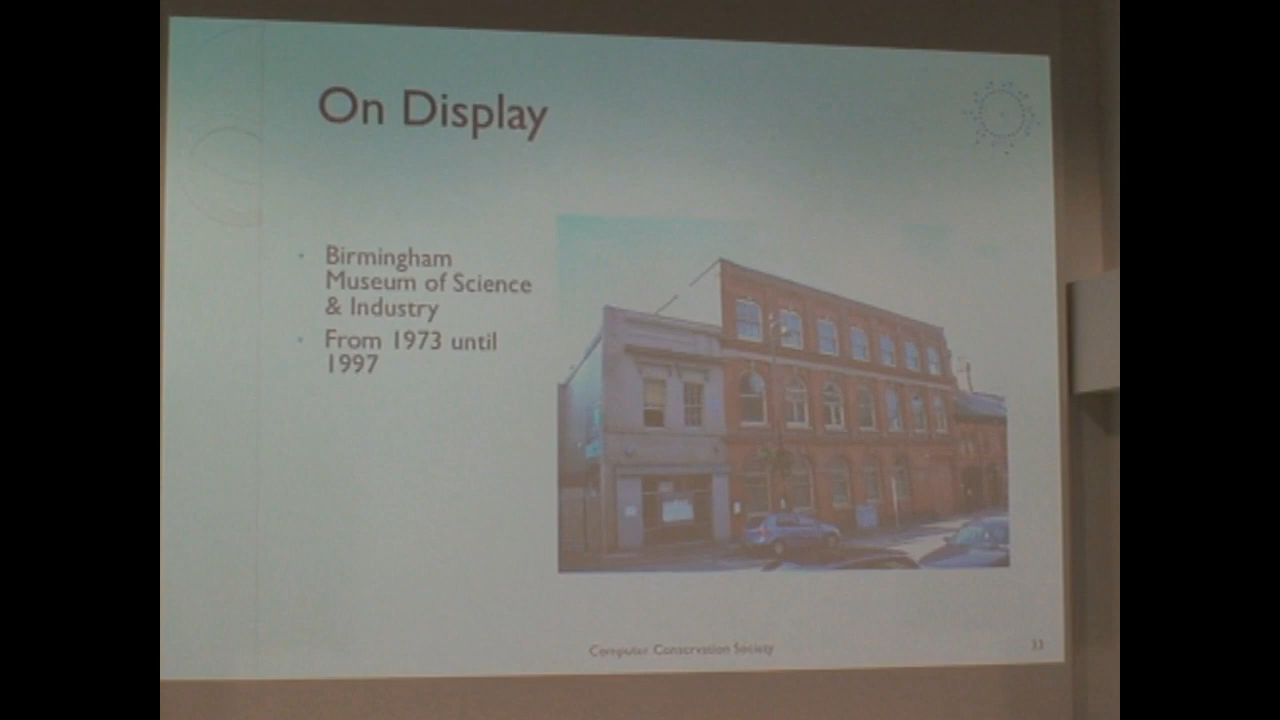 On Display
Birmingham
Museum of Science
& Industry
From 1973 until
1997
Computer Conservation Society
33